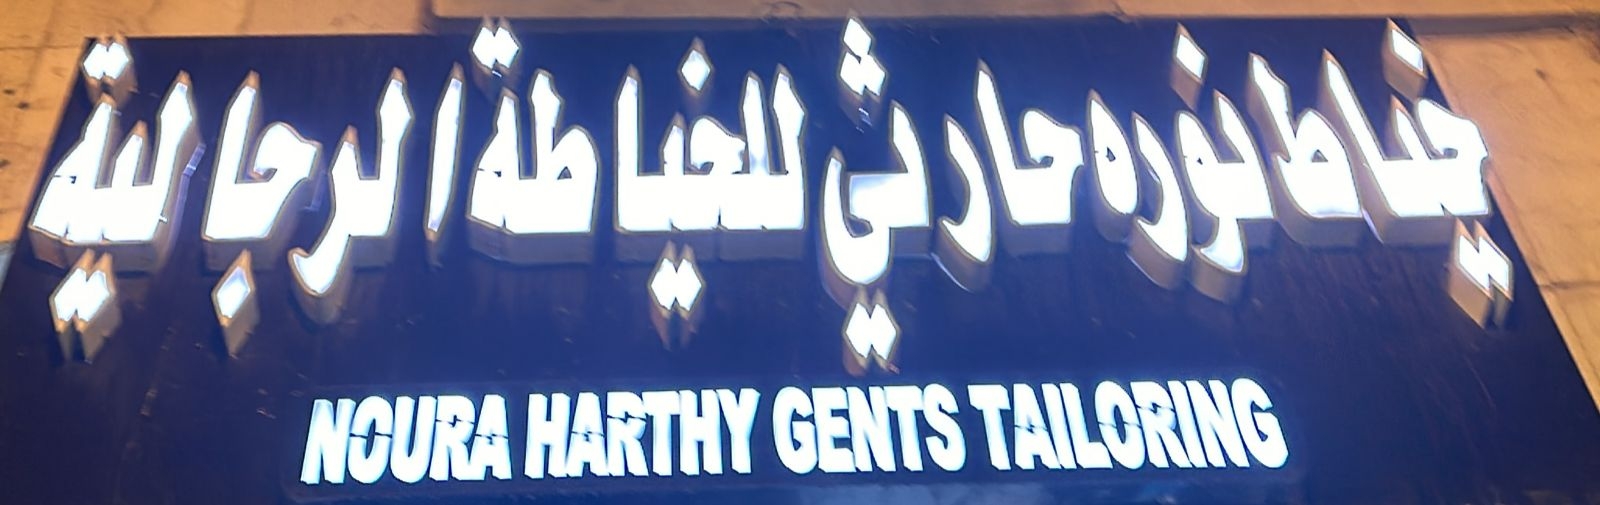 خياط نوره حارثي للخياطة الرجالية
NOURA HARTHY GENTS TAILORING